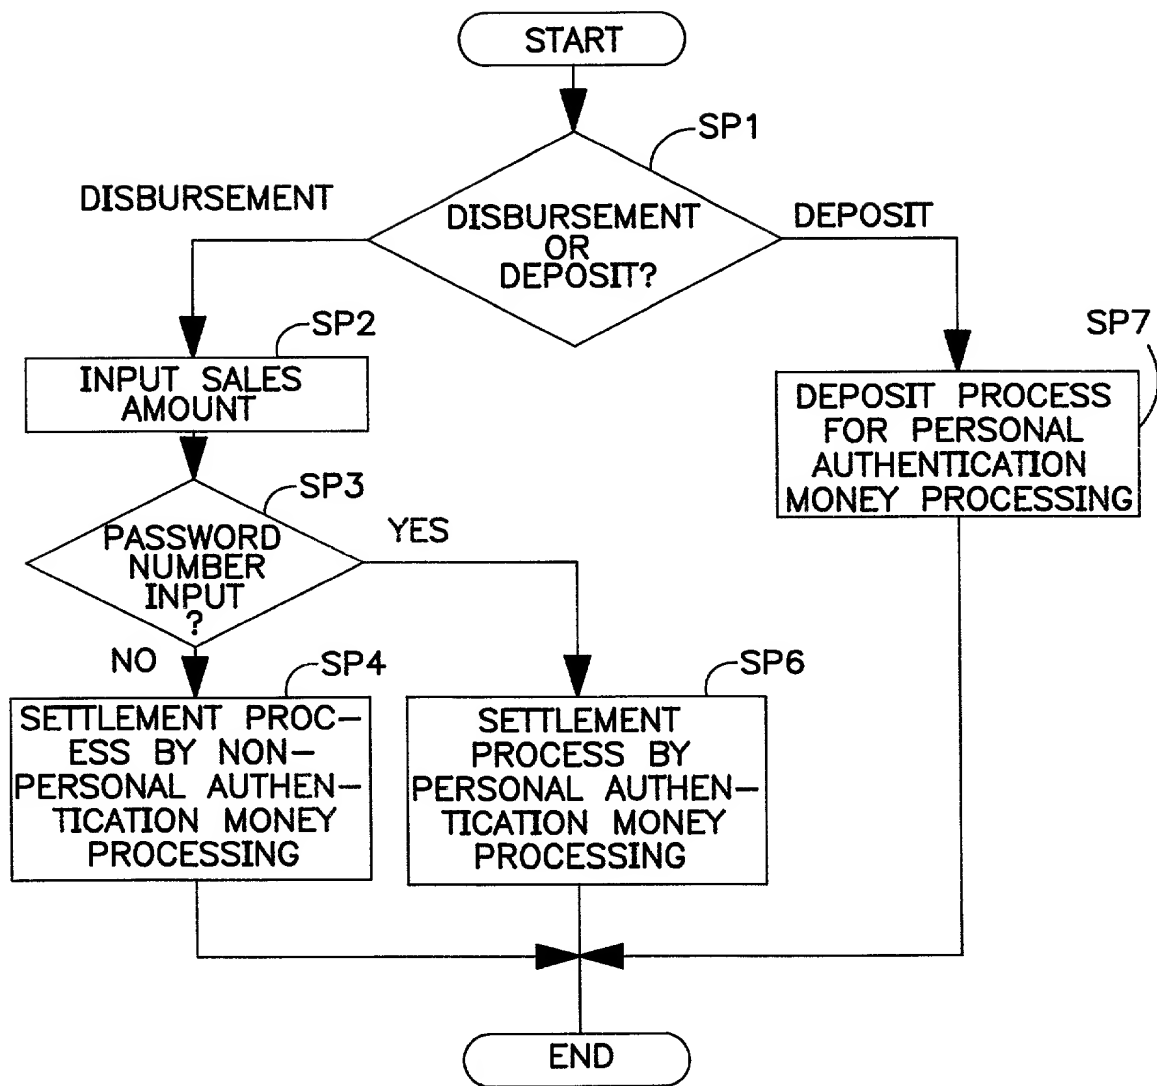 START
SP1
DISBURSEMENT
DISBURSEMENT
OR
DEPOSIT?
DEPOSIT
SP2
INPUT SALES
AMOUNT
SP7
DEPOSIT PROCESS
FOR PERSONAL
AUTHENTICATION
MONEY PROCESSING
SP3
PASSWORD
NUMBER
INPUT
?
YES
NO
SP4
SETTLEMENT PROC-
ESS BY NON-
PERSONAL AUTHEN-
TICATION MONEY
PROCESSING
SP6
SETTLEMENT
PROCESS BY
PERSONAL AUTHEN-
TICATION MONEY
PROCESSING
END